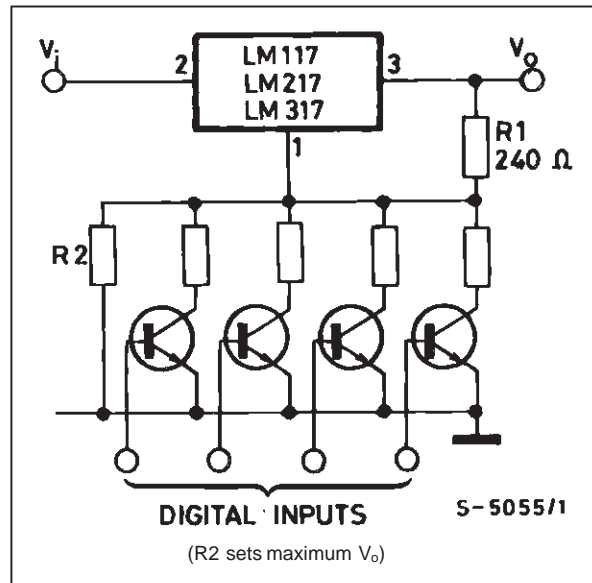 Vi
Vo
2
LM117
LM217
LM317
3
1
R1
240 Ω
R2
DIGITAL INPUTS
S-5055/1
(R2 sets maximum Vo)